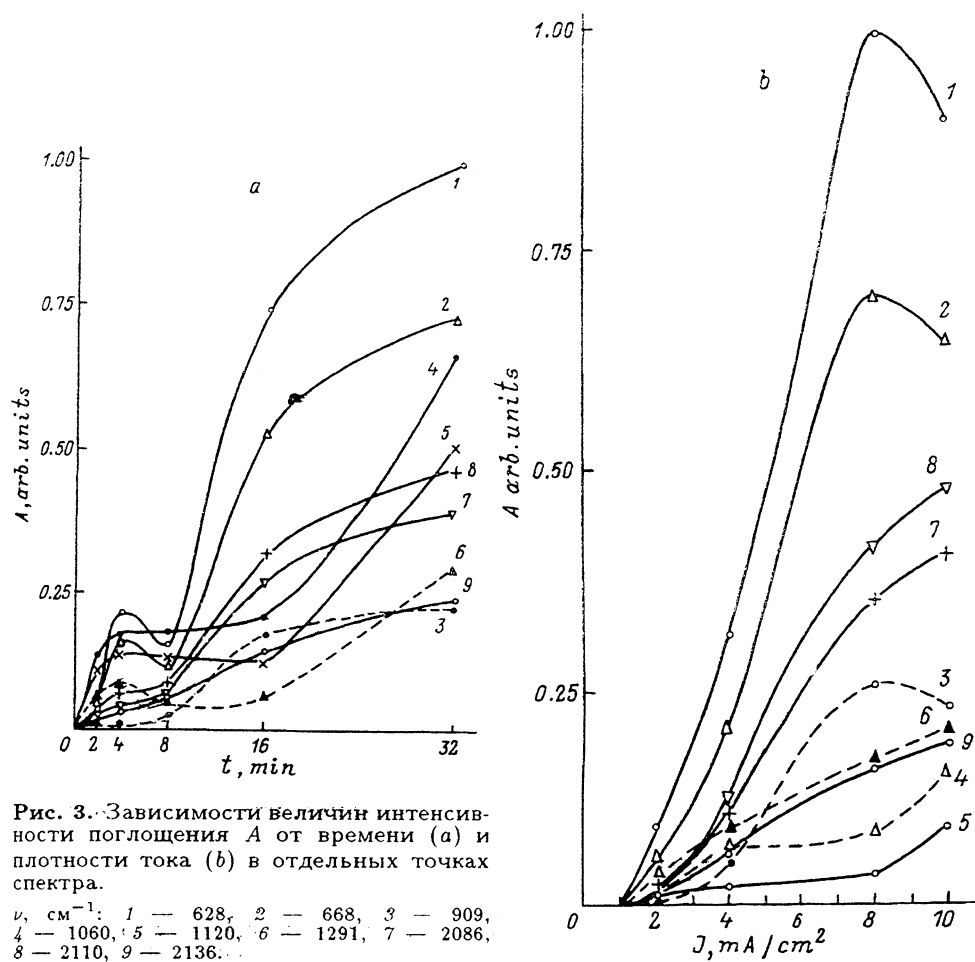 a
1.00
0.75
0.50
0.25
0
2
4
8
16
32
A, arb. units
t, min
1
2
4
5
8
7
6
9
3
b
1.00
0.75
0.50
0.25
0
2
4
6
8
10
A arb. units
J, mA/cm²
1
2
8
7
3
6
9
4
5
Рис. 3. Зависимости величин интенсив-
ности поглощения A от времени (a) и
плотности тока (b) в отдельных точках
спектра.
ν, см⁻¹: 1 — 628, 2 — 668, 3 — 909,
4 — 1060, 5 — 1120, 6 — 1291, 7 — 2086,
8 — 2110, 9 — 2136.